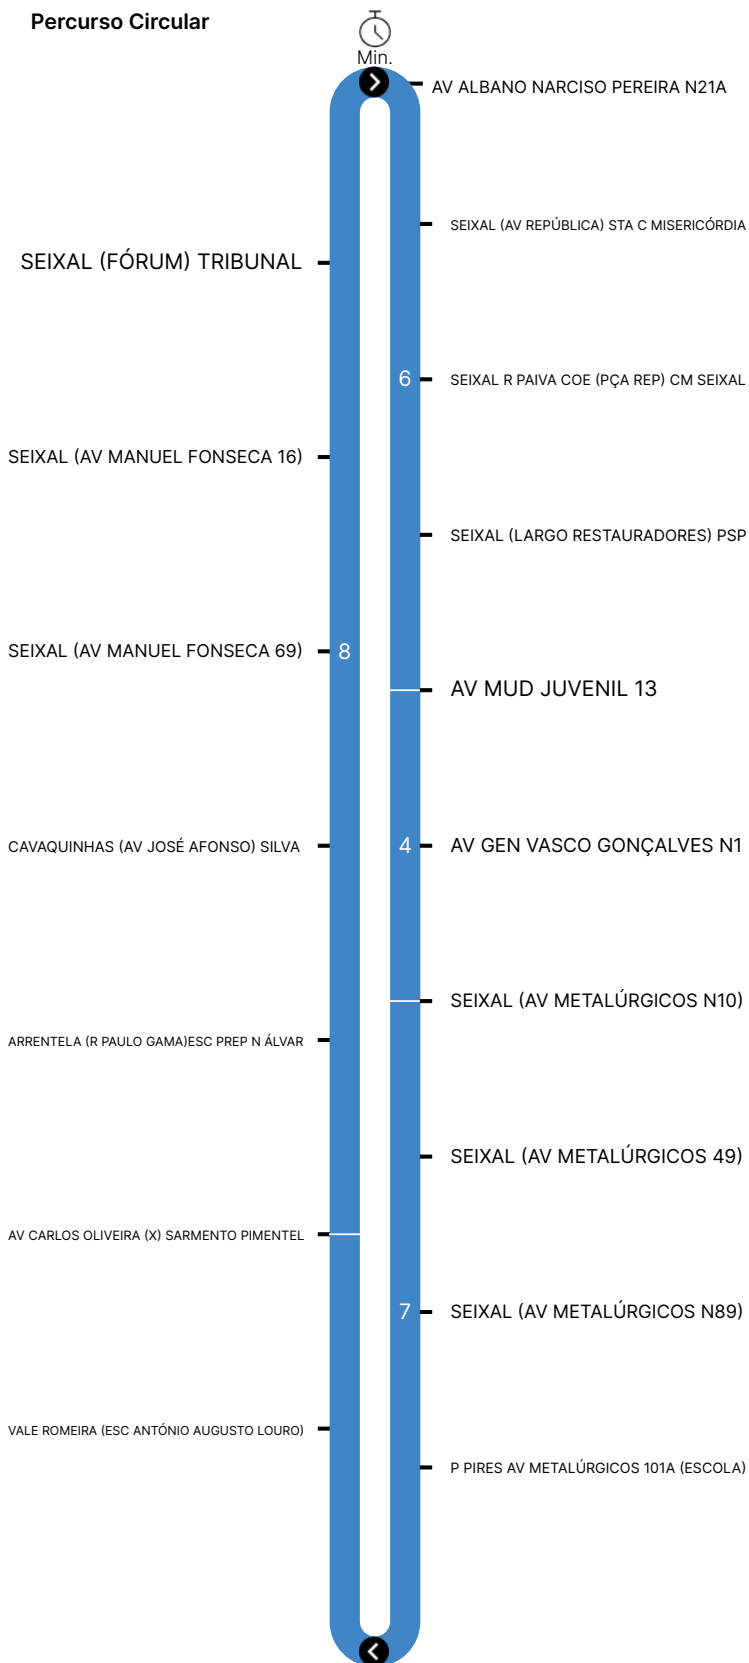 Percurso Circular
Min.
AV ALBANO NARCISO PEREIRA N21A
SEIXAL (AV REPÚBLICA) STA C MISERICÓRDIA
SEIXAL (FÓRUM) TRIBUNAL
6
SEIXAL R PAIVA COE (PÇA REP) CM SEIXAL
SEIXAL (AV MANUEL FONSECA 16)
SEIXAL (LARGO RESTAURADORES) PSP
SEIXAL (AV MANUEL FONSECA 69)
8
AV MUD JUVENIL 13
CAVAQUINHAS (AV JOSÉ AFONSO) SILVA
4
AV GEN VASCO GONÇALVES N1
SEIXAL (AV METALÚRGICOS N10)
ARRENTELA (R PAULO GAMA)ESC PREP N ÁLVAR
SEIXAL (AV METALÚRGICOS 49)
AV CARLOS OLIVEIRA (X) SARMENTO PIMENTEL
7
SEIXAL (AV METALÚRGICOS N89)
VALE ROMEIRA (ESC ANTÓNIO AUGUSTO LOURO)
P PIRES AV METALÚRGICOS 101A (ESCOLA)